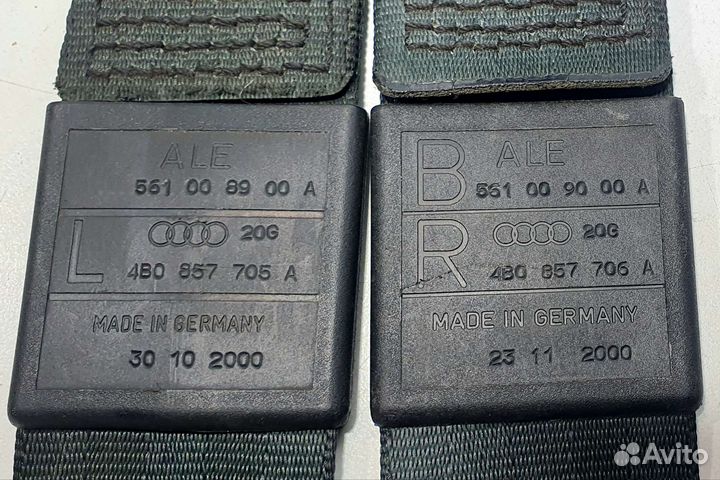 ALE
561 00 89 00 A
L
20G
4B0 857 705 A
MADE IN GERMANY
30 10 2000
B
ALE
561 00 90 00 A
R
20G
4B0 857 706 A
MADE IN GERMANY
23 11 2000
Avito